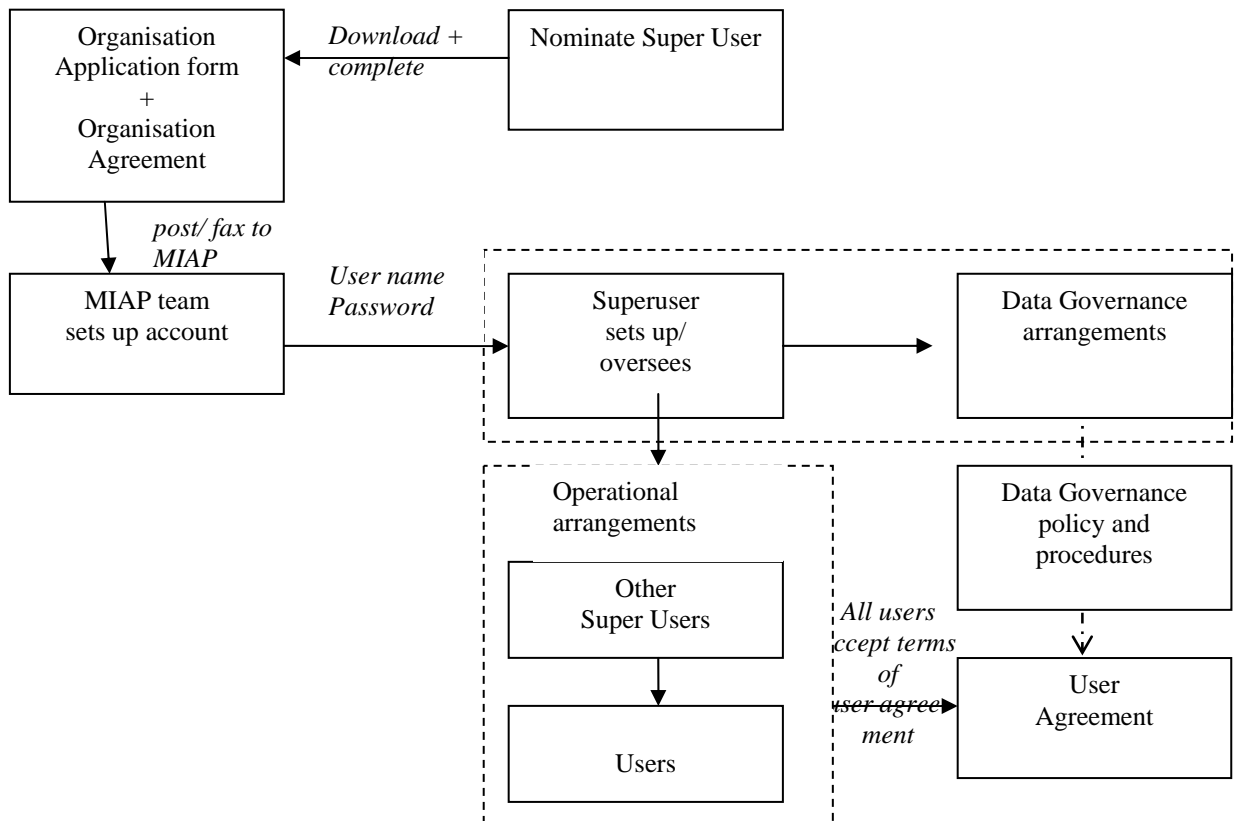 Organisation
Application form
+
Organisation
Agreement
Download +
complete
Nominate Super User
post/ fax to
MIAP
MIAP team
sets up account
User name
Password
Superuser
sets up/
oversees
Data Governance
arrangements
Operational
arrangements
Other
Super Users
Users
All users
ccept terms
of
user agree
ment
Data Governance
policy and
procedures
User
Agreement